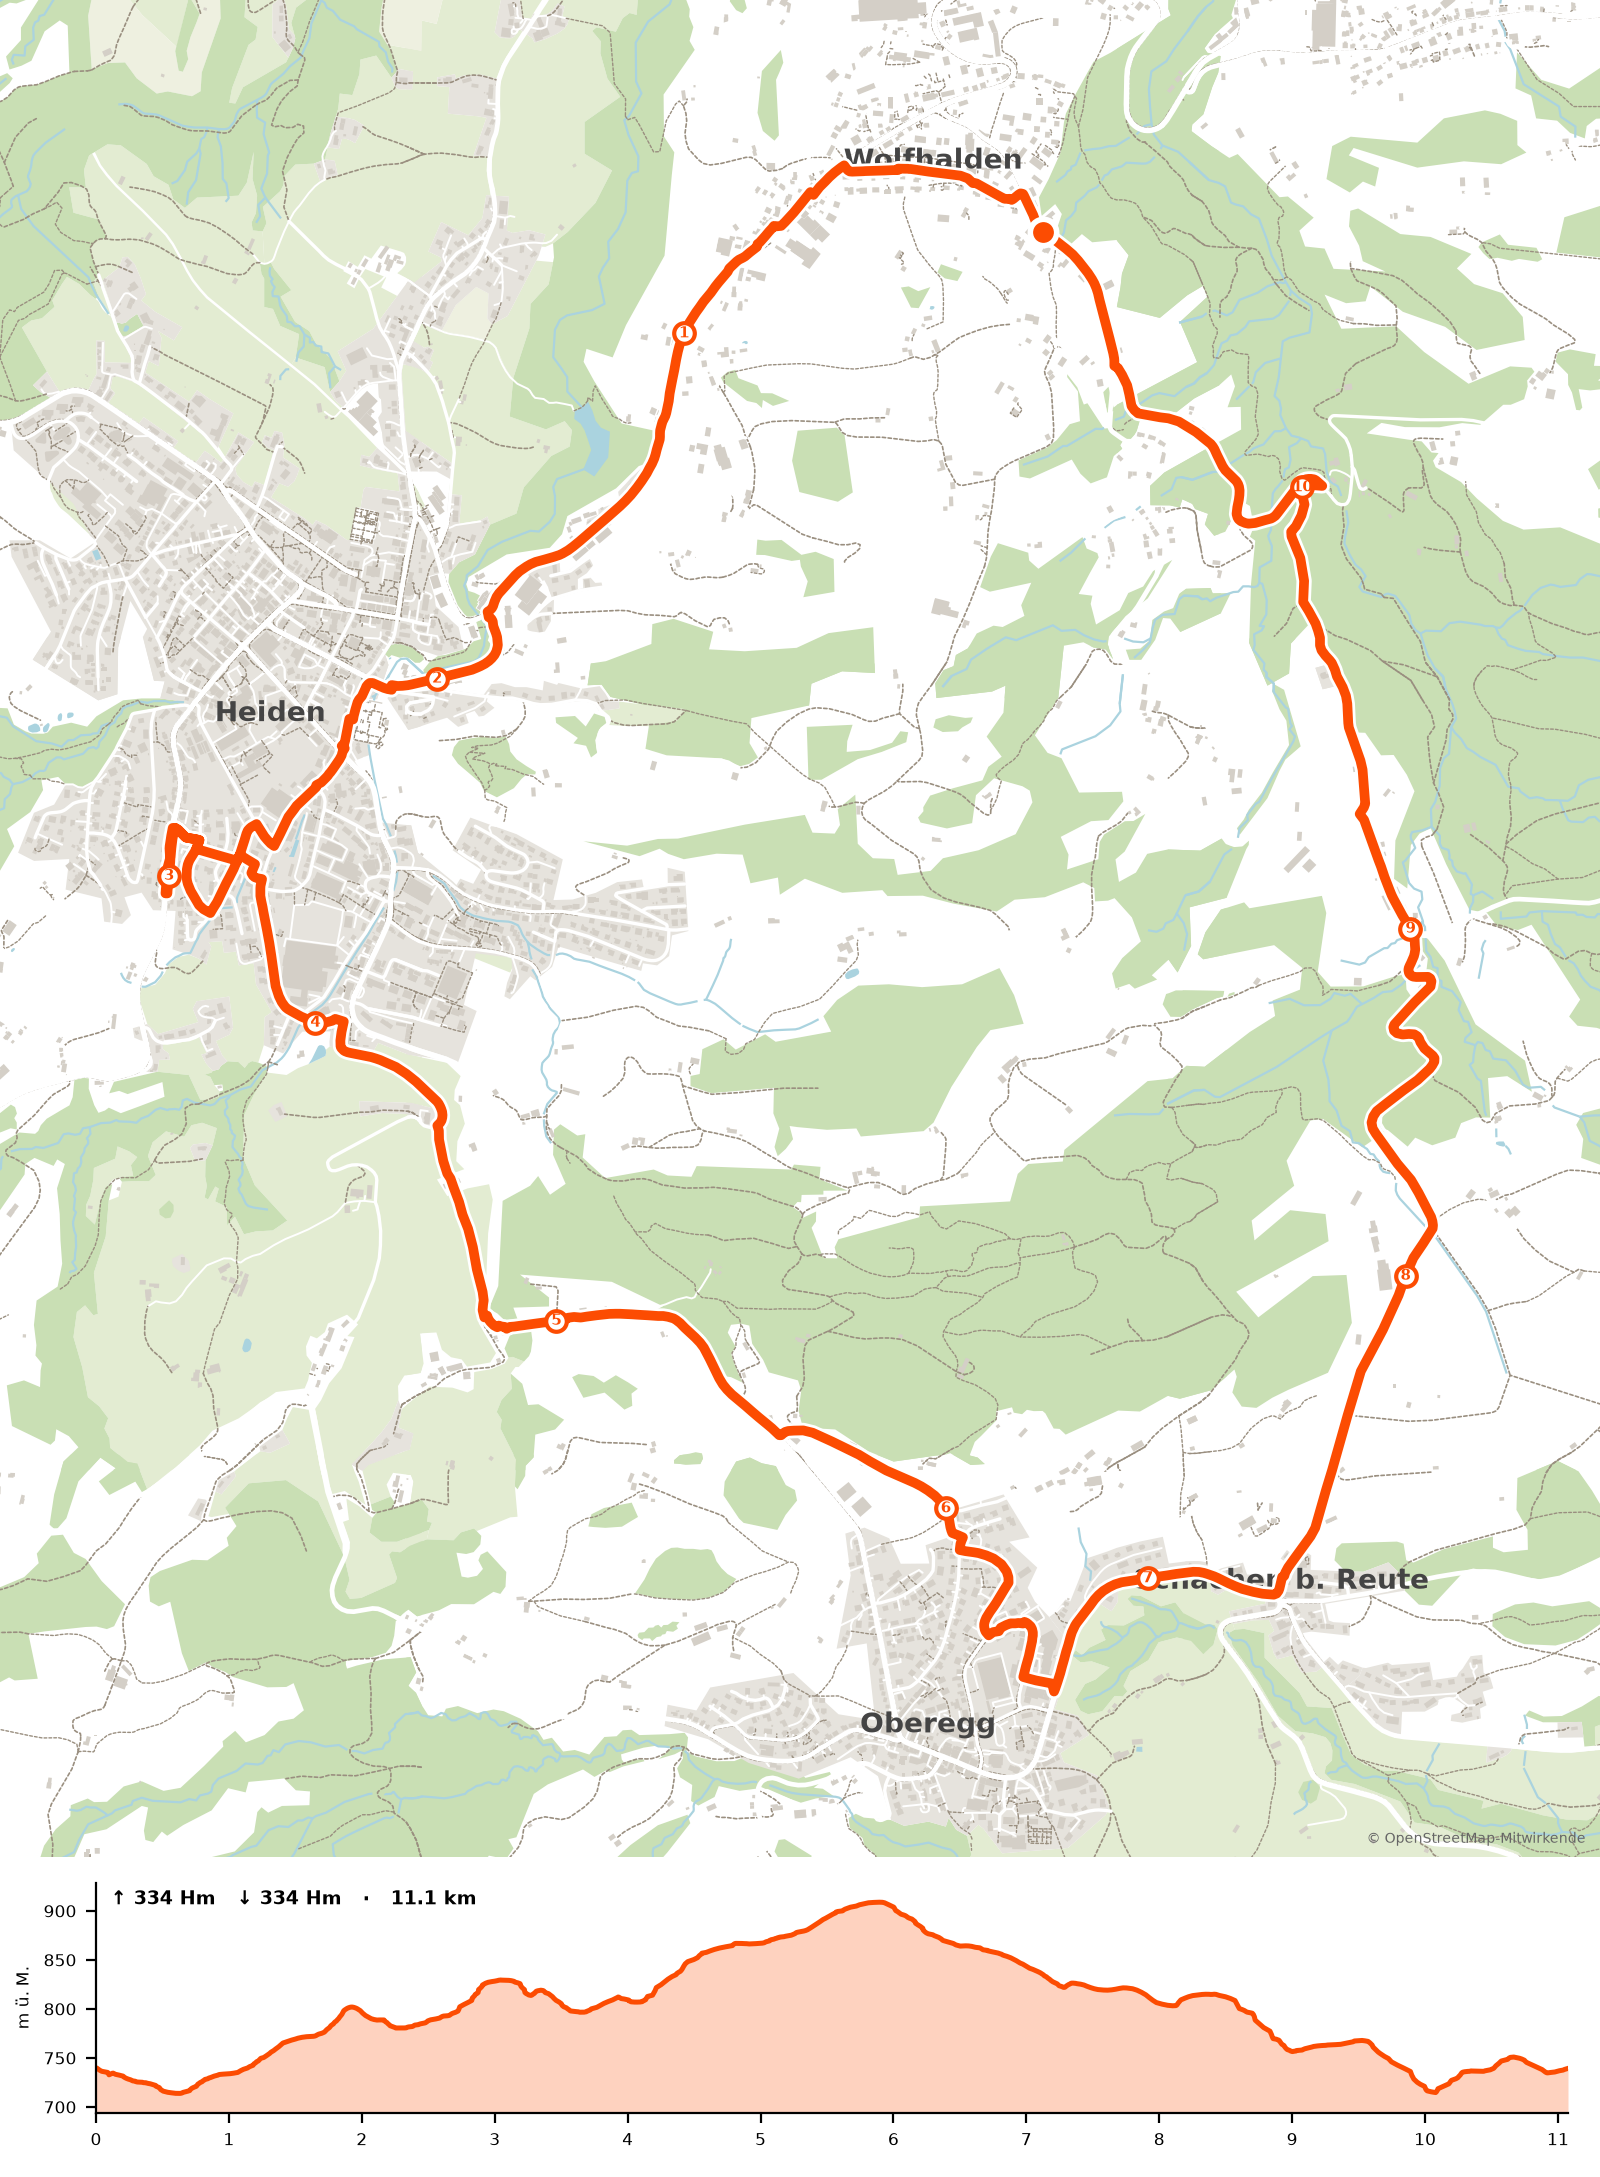 Wolfhalden
1
10
2
Heiden
3
9
4
8
5
6
7
Schachen b. Reute
Oberegg
© OpenStreetMap-Mitwirkende
↑ 334 Hm ↓ 334 Hm · 11.1 km
m ü. M.
900
850
800
750
700
0 1 2 3 4 5 6 7 8 9 10 11